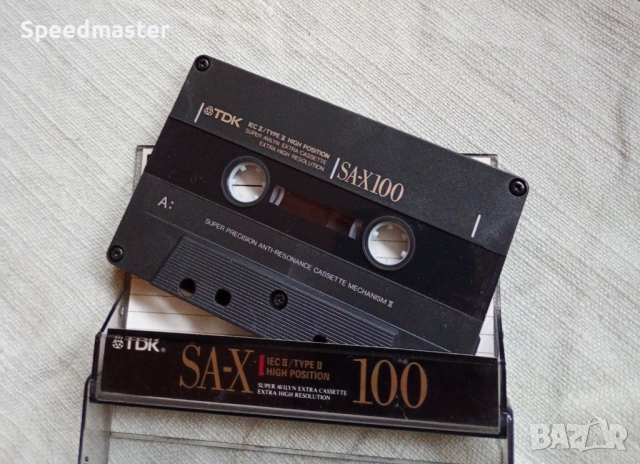 Speedmaster
TDK
IEC II/TYPE II HIGH POSITION
SUPER AVILYN EXTRA CASSETTE
EXTRA HIGH RESOLUTION
SA-X100
A:
SUPER PRECISION ANTI-RESONANCE CASSETTE MECHANISM II
TDK®
SA-X
IEC II/TYPE II
HIGH POSITION
SUPER AVILYN EXTRA CASSETTE
EXTRA HIGH RESOLUTION
100
BAZAR